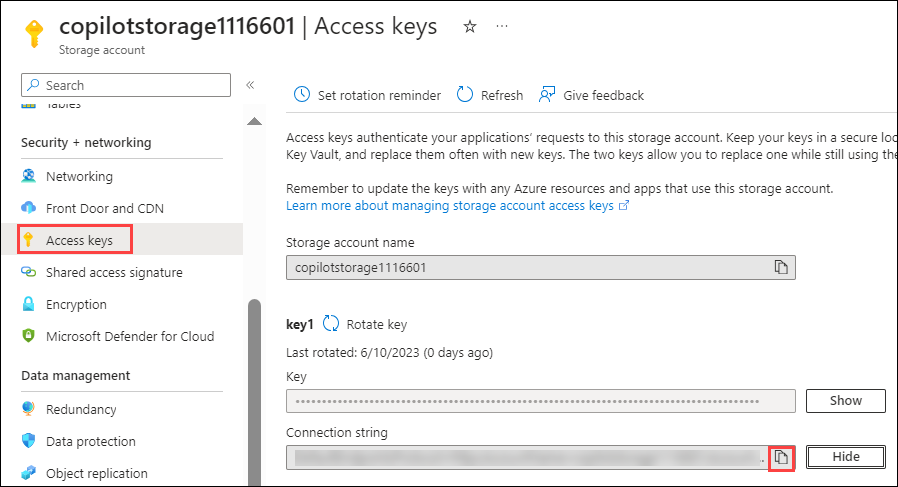 copilotstorage1116601 | Access keys ☆ ...
Storage account
Search «
Tables
Security + networking
Networking
Front Door and CDN
Access keys
Shared access signature
Encryption
Microsoft Defender for Cloud
Data management
Redundancy
Data protection
Object replication
Set rotation reminder Refresh Give feedback
Access keys authenticate your applications' requests to this storage account. Keep your keys in a secure loc
Key Vault, and replace them often with new keys. The two keys allow you to replace one while still using the
Remember to update the keys with any Azure resources and apps that use this storage account.
Learn more about managing storage account access keys
Storage account name
copilotstorage1116601
key1 Rotate key
Last rotated: 6/10/2023 (0 days ago)
Key
Show
Connection string
Hide